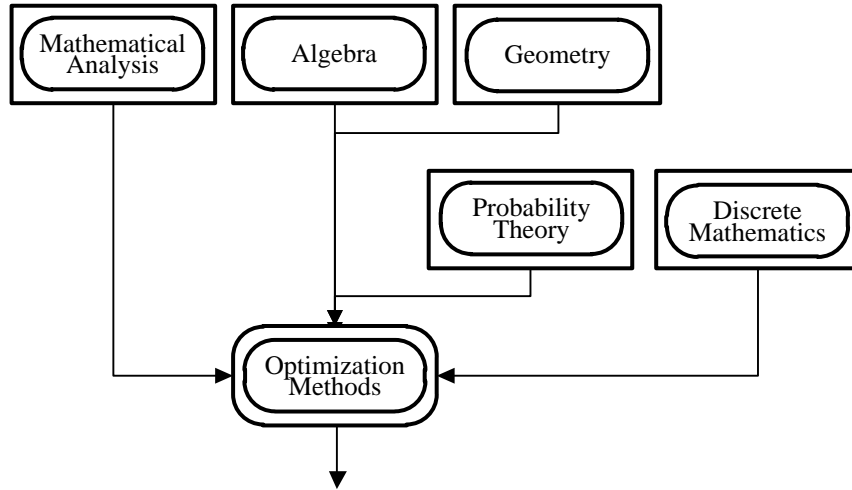 Mathematical
Analysis
Algebra
Geometry
Probability
Theory
Discrete
Mathematics
Optimization
Methods